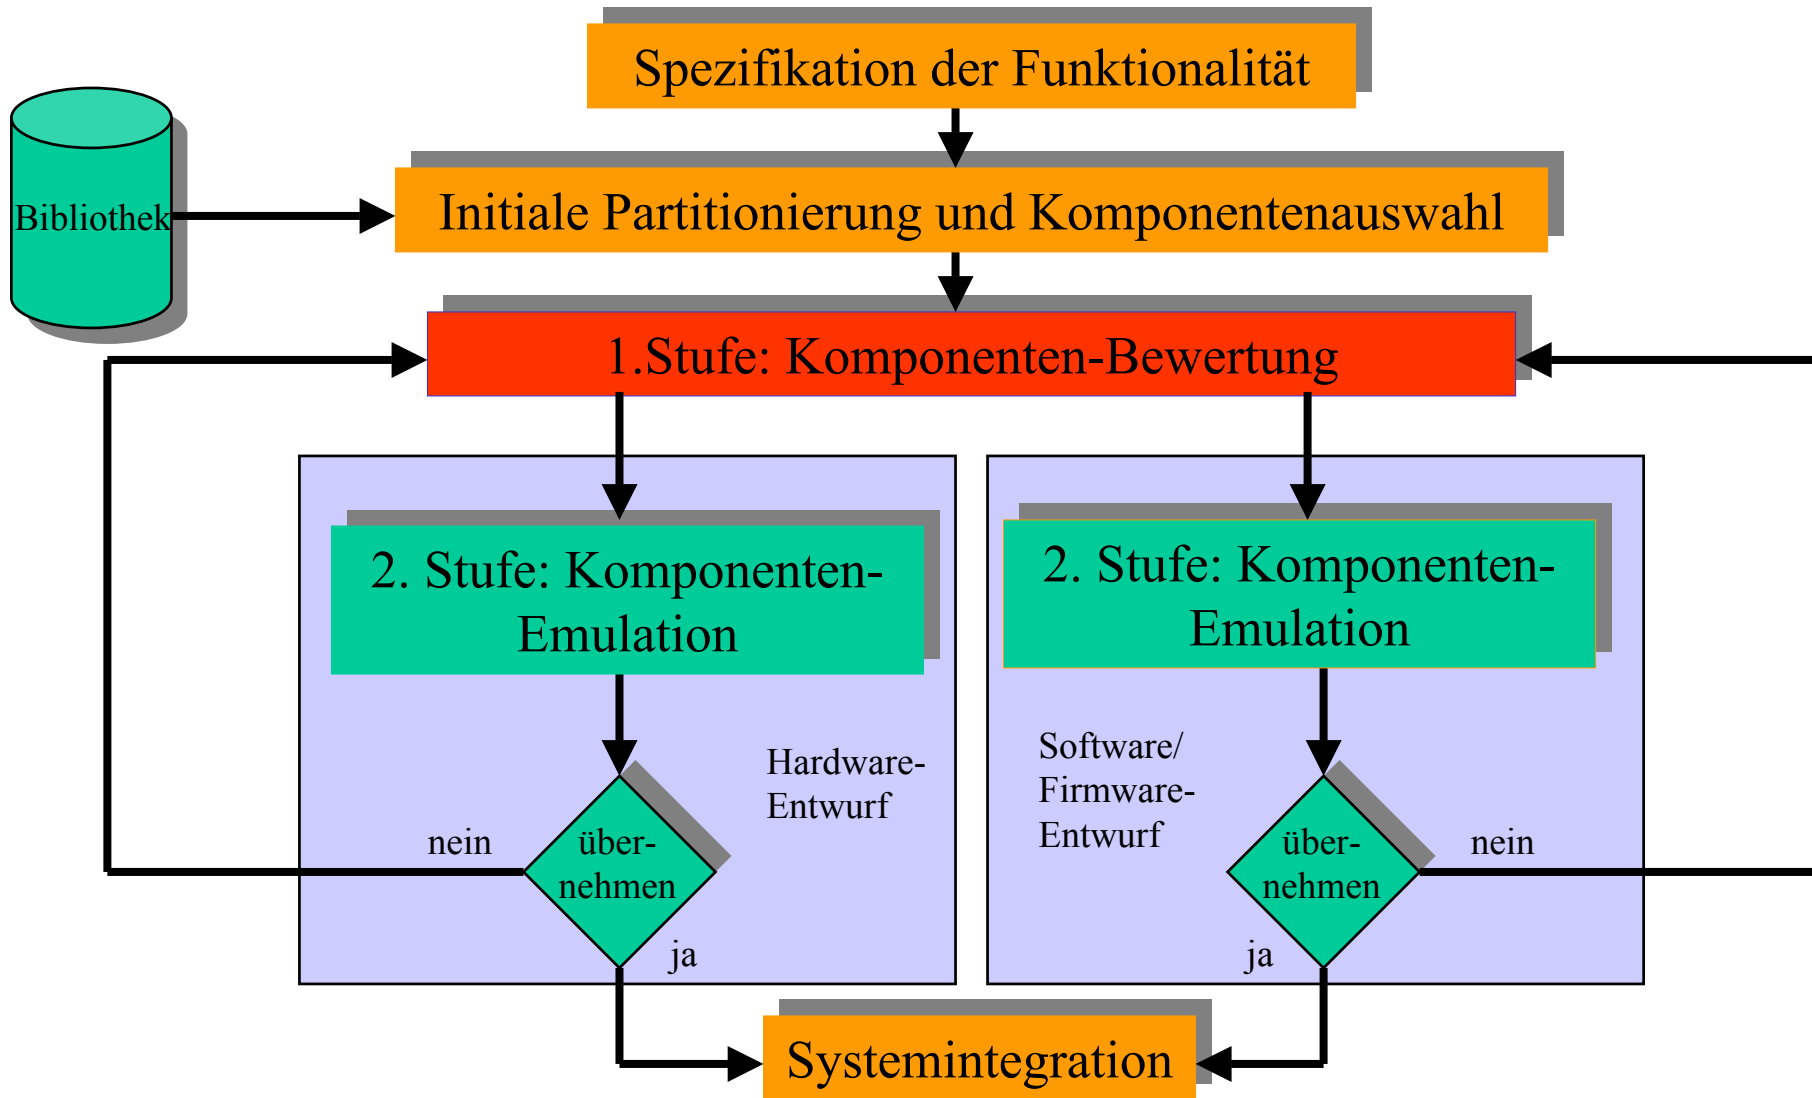 Spezifikation der Funktionalität
Bibliothek
Initiale Partitionierung und Komponentenauswahl
1.Stufe: Komponenten-Bewertung
2. Stufe: Komponenten-
Emulation
2. Stufe: Komponenten-
Emulation
Hardware-
Entwurf
Software/
Firmware-
Entwurf
nein
über-
nehmen
ja
über-
nehmen
nein
ja
Systemintegration